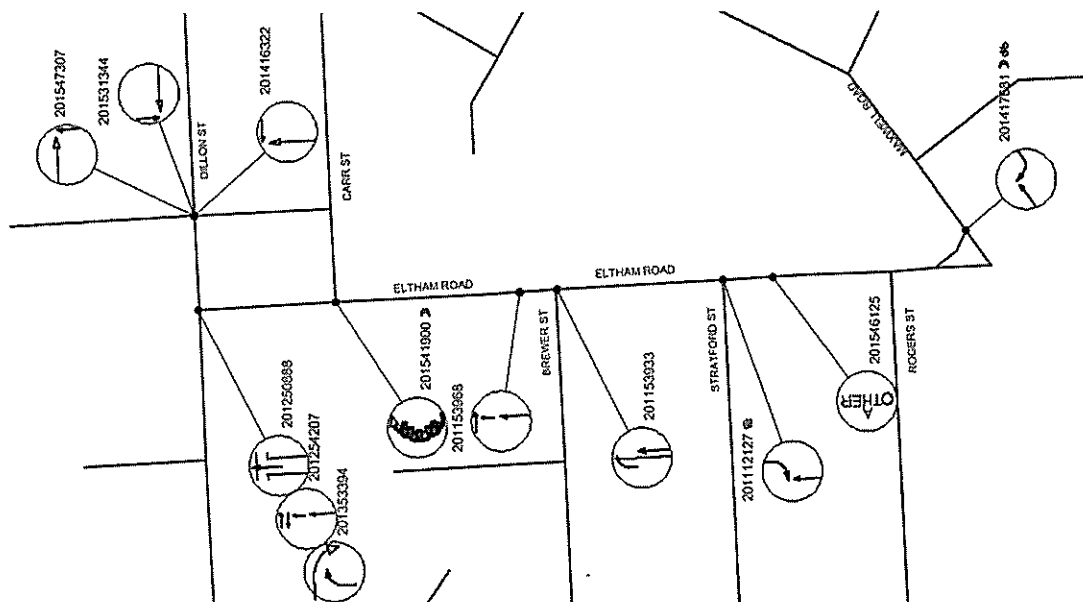 201547307
201531344
201416322
DILLON ST
CARR ST
MAXWELL ROAD
201417581
ELTHAM ROAD
ELTHAM ROAD
201250888
201254207
201353394
201541900
201153968
BREWER ST
201153933
STRATFORD ST
201112127
A
OTHER
201546125
ROGERS ST